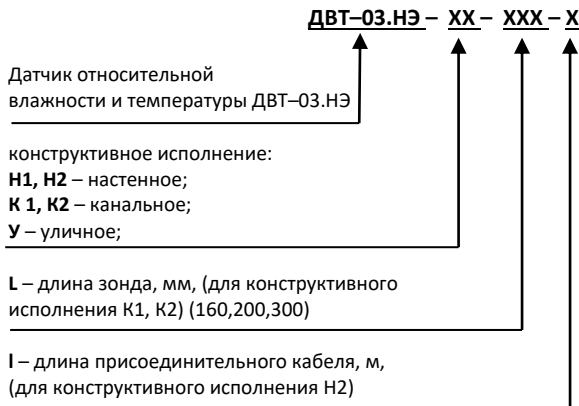 ДВТ–03.НЭ – ХХ – ХХХ – Х
Датчик относительной
влажности и температуры ДВТ–03.НЭ
конструктивное исполнение:
Н1, Н2 – настенное;
К 1, К2 – канальное;
У – уличное;
L – длина зонда, мм, (для конструктивного
исполнения К1, К2) (160,200,300)
l – длина присоединительного кабеля, м,
(для конструктивного исполнения Н2)